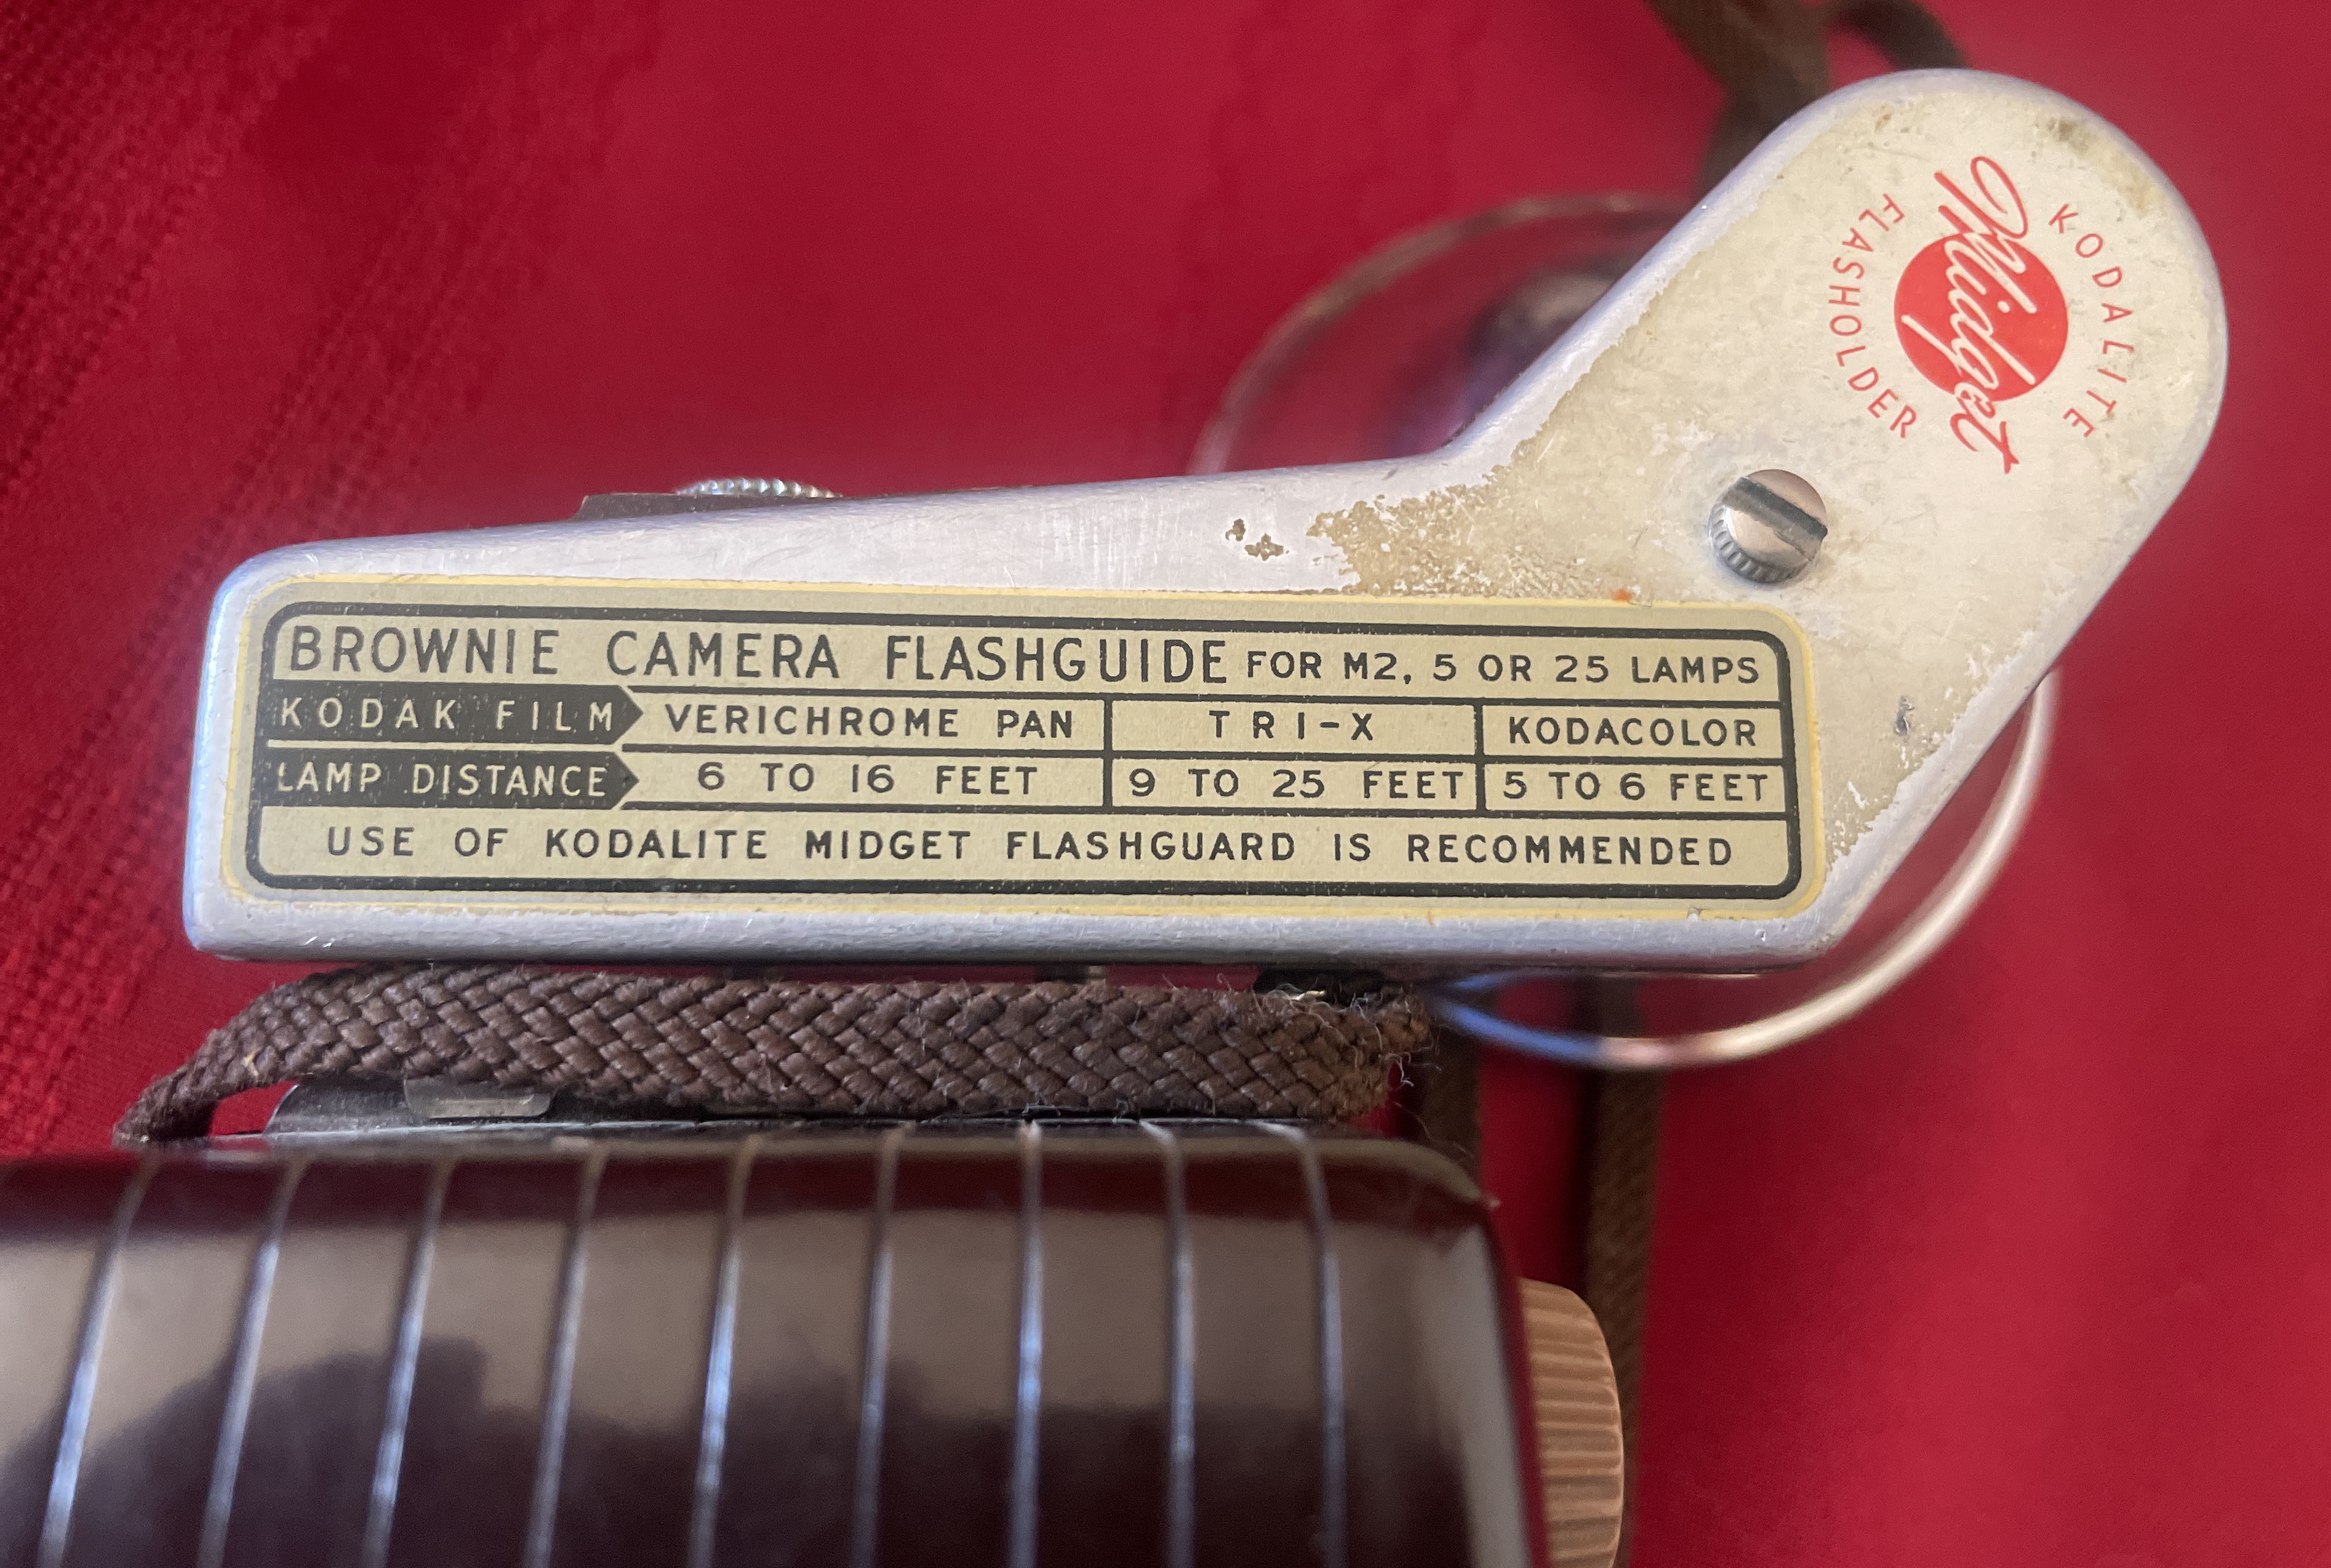 KODALITE
Midget
FLASHOLDER
BROWNIE CAMERA FLASHGUIDE FOR M2, 5 OR 25 LAMPS
KODAK FILM VERICHROME PAN TRI-X KODACOLOR
LAMP DISTANCE 6 TO 16 FEET 9 TO 25 FEET 5 TO 6 FEET
USE OF KODALITE MIDGET FLASHGUARD IS RECOMMENDED